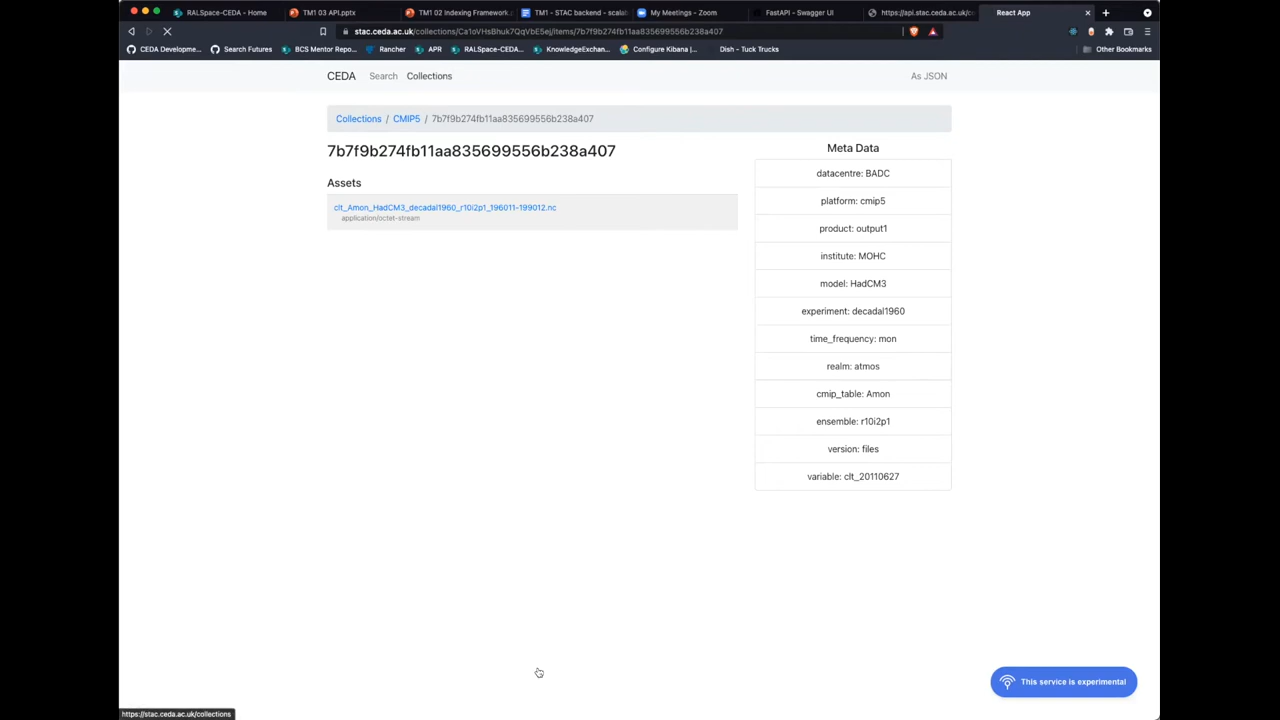 RALSpace-CEDA - Home
TM1 03 API.pptx
TM1 02 Indexing Framework.
TM1 - STAC backend - scalab
My Meetings - Zoom
FastAPI - Swagger UI
https://api.stac.ceda.ac.uk/co
React App
stac.ceda.ac.uk/collections/Ca1oVHsBhuk7QqVbE5ej/items/7b7f9b274fb11aa835699556b238a407
CEDA Developme...
Search Futures
BCS Mentor Repo...
Rancher
APR
RALSpace-CEDA...
KnowledgeExchan...
Configure Kibana |...
Dish - Tuck Trucks
Other Bookmarks
CEDA
Search
Collections
As JSON
Collections / CMIP5 / 7b7f9b274fb11aa835699556b238a407
7b7f9b274fb11aa835699556b238a407
Assets
clt_Amon_HadCM3_decadal1960_r10i2p1_196011-199012.nc
application/octet-stream
Meta Data
datacentre: BADC
platform: cmip5
product: output1
institute: MOHC
model: HadCM3
experiment: decadal1960
time_frequency: mon
realm: atmos
cmip_table: Amon
ensemble: r10i2p1
version: files
variable: clt_20110627
This service is experimental
https://stac.ceda.ac.uk/collections